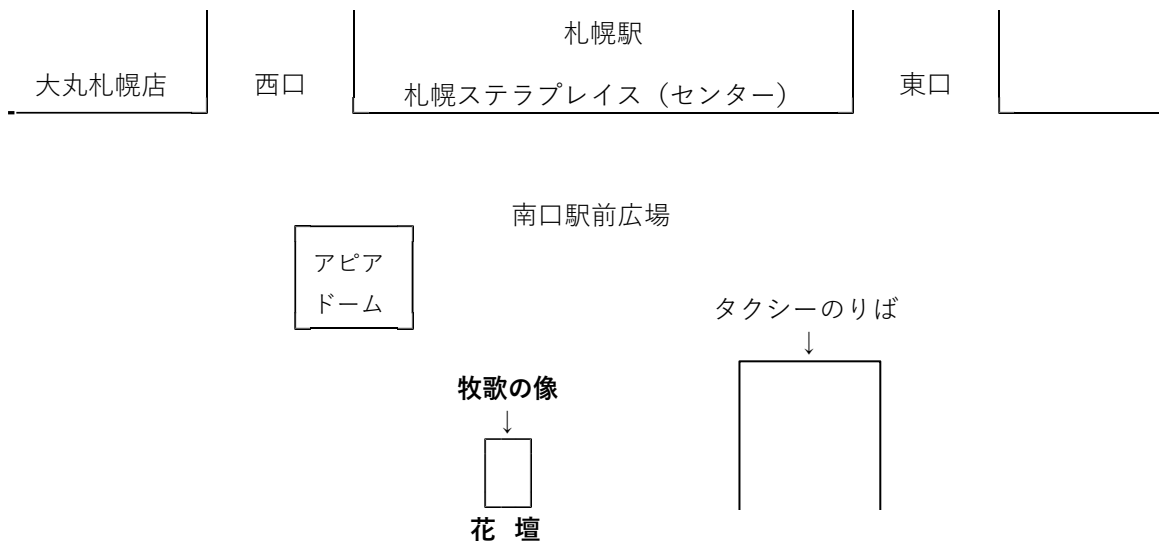 札幌駅
大丸札幌店
西口
札幌ステラプレイス（センター）
東口
南口駅前広場
アピア
ドーム
タクシーのりば
↓
牧歌の像
↓
花 壇